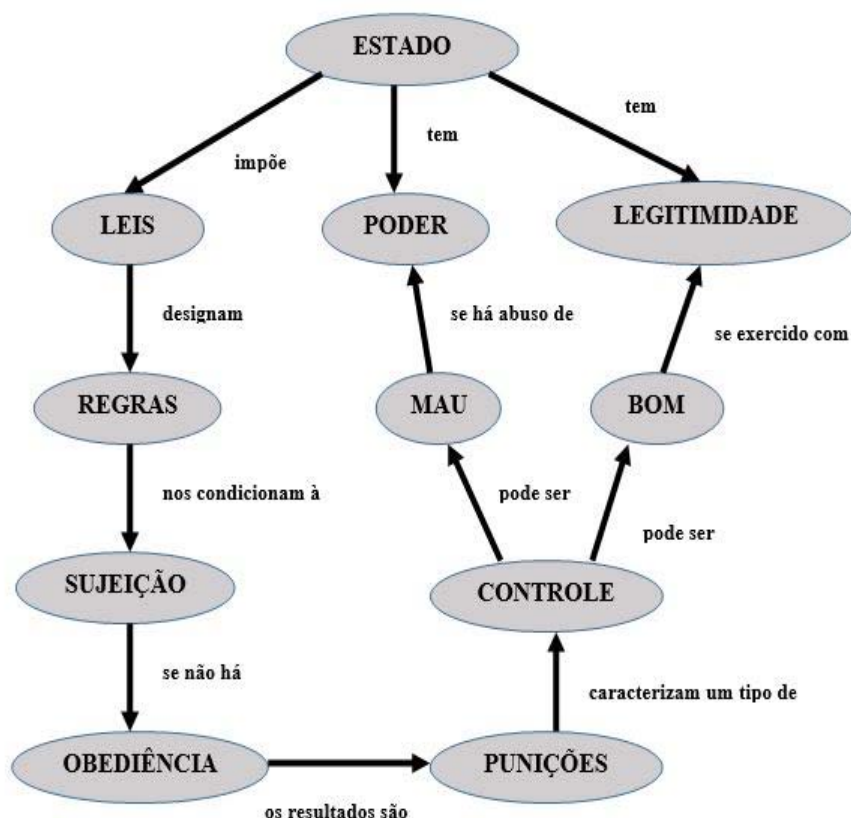 ESTADO
tem
impõe
tem
LEIS
PODER
LEGITIMIDADE
designam
se há abuso de
se exercido com
REGRAS
MAU
BOM
nos condicionam à
pode ser
pode ser
SUJEIÇÃO
CONTROLE
se não há
caracterizam um tipo de
OBEDIÊNCIA
PUNIÇÕES
os resultados são